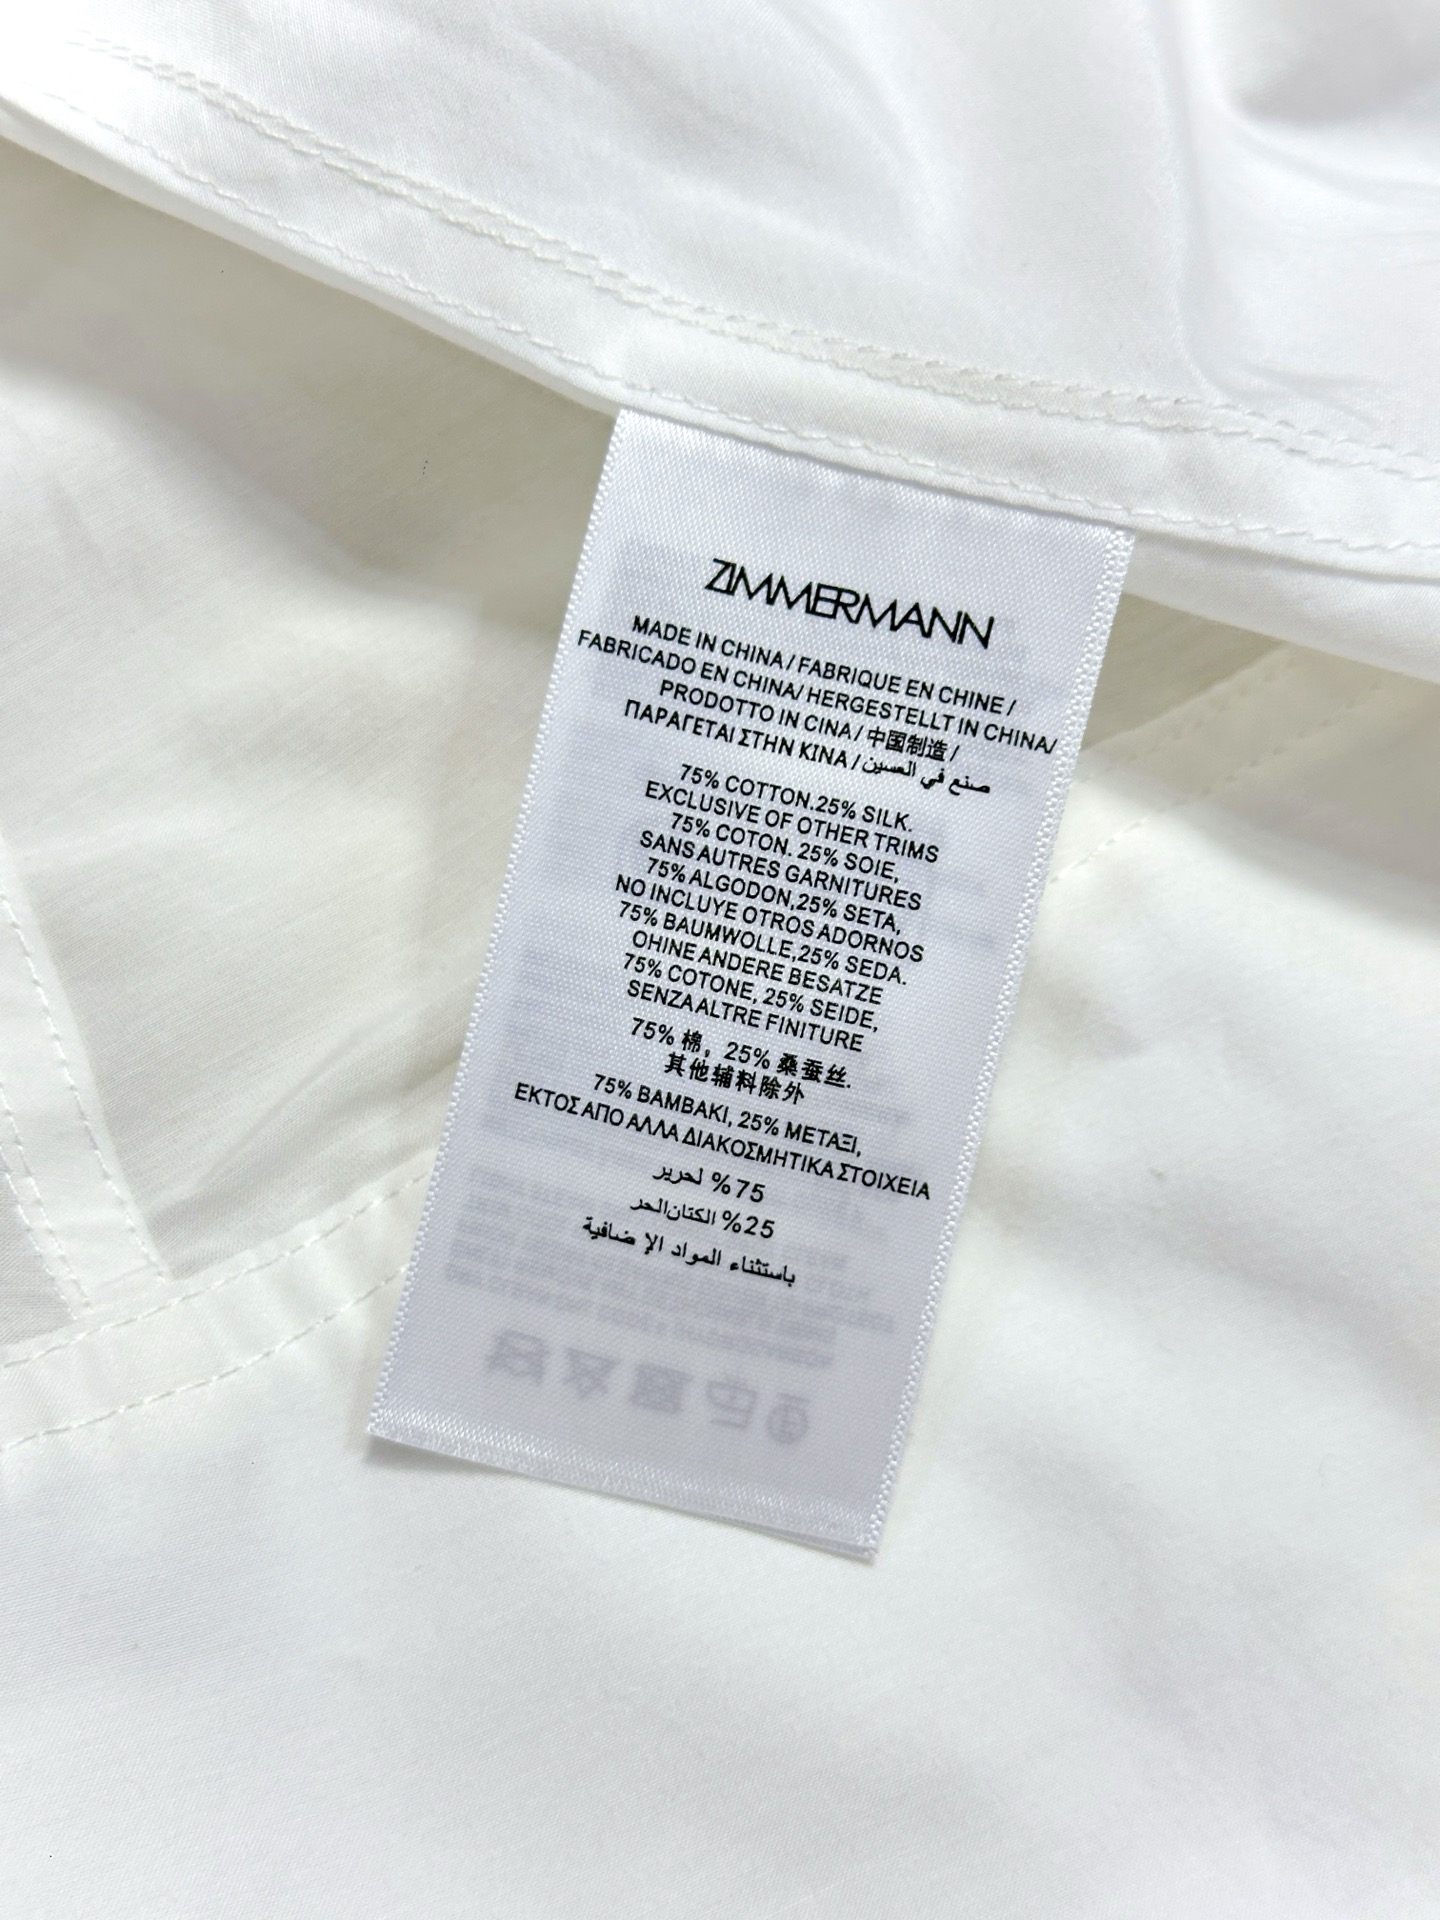 ZIMMERMANN
MADE IN CHINA / FABRIQUE EN CHINE /
FABRICADO EN CHINA/ HERGESTELLT IN CHINA/
PRODOTTO IN CINA / 中国制造 /
ΠΑΡΑΓΕΤΑΙ ΣΤΗΝ ΚΙΝΑ / صنع في الصين
75% COTTON.25% SILK.
EXCLUSIVE OF OTHER TRIMS
75% COTON. 25% SOIE,
SANS AUTRES GARNITURES
75% ALGODON,25% SETA,
NO INCLUYE OTROS ADORNOS
75% BAUMWOLLE,25% SEDA.
OHINE ANDERE BESATZE
75% COTONE, 25% SEIDE,
SENZA ALTRE FINITURE
75% 棉，25% 桑蚕丝.
其他辅料除外
75% ΒΑΜΒΑΚΙ, 25% ΜΕΤΑΞΙ,
ΕΚΤΟΣ ΑΠΟ ΑΛΛΑ ΔΙΑΚΟΣΜΗΤΙΚΑ ΣΤΟΙΧΕΙΑ
75% لحرير
25% الكتان‌الحر
باستثناء المواد الإ ضافية